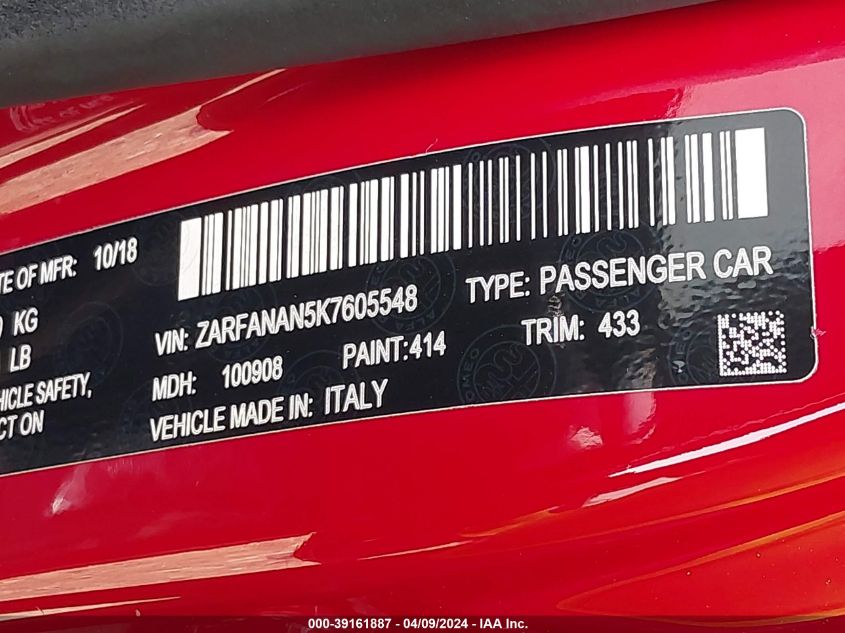 TE OF MFR: 10/18
KG
LB
HICLE SAFETY,
CT ON
VIN: ZARFANAN5K7605548
TYPE: PASSENGER CAR
MDH: 100908
PAINT:414
TRIM: 433
VEHICLE MADE IN: ITALY
000-39161887 / 04/09/2024 - IAA Inc.